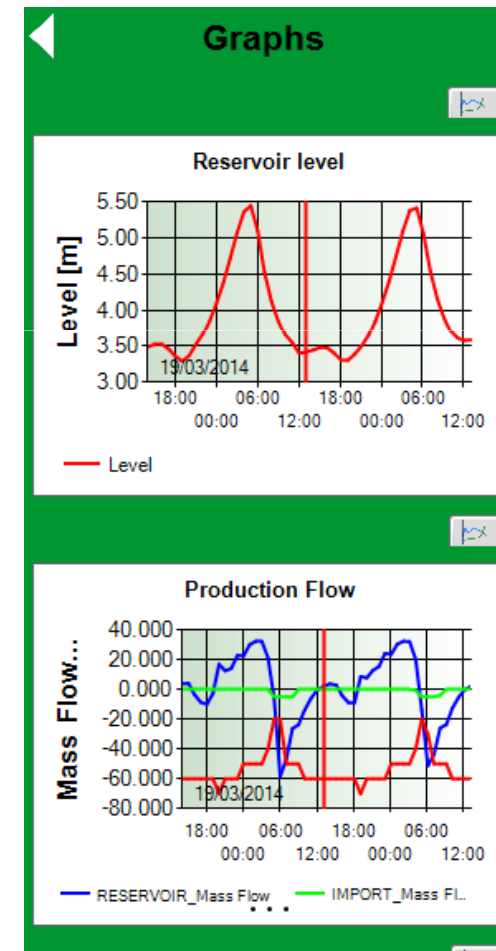 Graphs
Reservoir level
Level [m]
5.50
5.00
4.50
4.00
3.50
3.00
19/03/2014
18:00 06:00 18:00 06:00
00:00 12:00 00:00 12:00
Level
Production Flow
Mass Flow...
40.000
20.000
0.000
-20.000
-40.000
-60.000
-80.000
19/03/2014
18:00 06:00 18:00 06:00
00:00 12:00 00:00 12:00
RESERVOIR_Mass Flow IMPORT_Mass Fl...
...